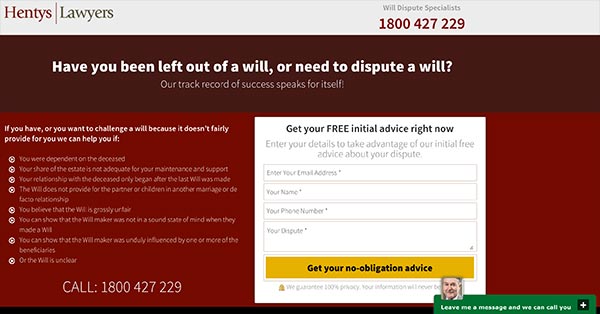 Hentys Lawyers
Will Dispute Specialists
1800 427 229
Have you been left out of a will, or need to dispute a will?
Our track record of success speaks for itself!
If you have, or you want to challenge a will because it doesn't fairly
provide for you we can help you if:
You were dependent on the deceased
Your share of the estate is not adequate for your maintenance and support
Your relationship with the deceased only began after the last Will was Made
The Will does not provide for the partner or children in another marriage or de
facto relationship
You believe that the Will is grossly unfair
You can show that the Will maker was not in a sound state of mind when they
made a Will
You can show that the Will maker was unduly influenced by one or more of the
beneficiaries
Or the Will is unclear
CALL: 1800 427 229
Get your FREE initial advice right now
Enter your details to take advantage of our initial free
advice about your dispute.
Enter Your Email Address *
Your Name *
Your Phone Number *
Your Dispute *
Get your no-obligation advice
We guarantee 100% privacy. Your information will never be
Leave me a message and we can call you